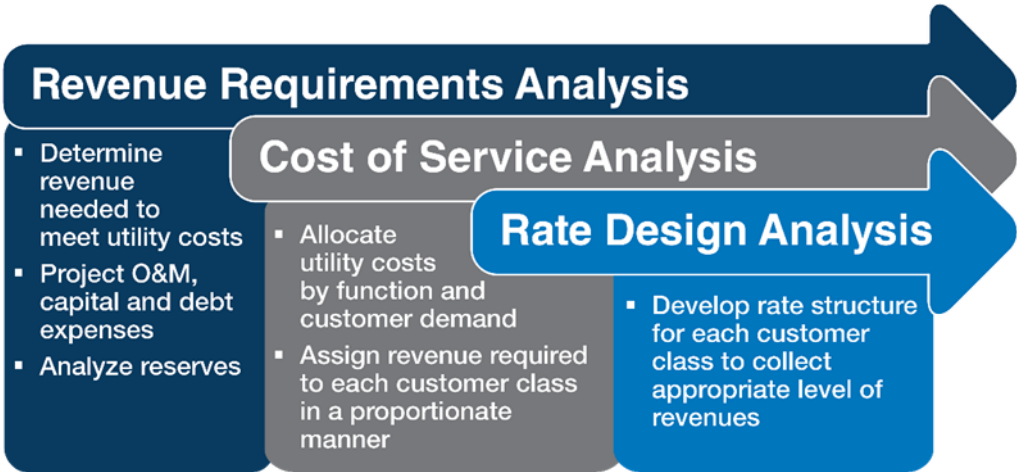 Revenue Requirements Analysis
▪ Determine
revenue
needed to
meet utility costs
▪ Project O&M,
capital and debt
expenses
▪ Analyze reserves
Cost of Service Analysis
▪ Allocate
utility costs
by function and
customer demand
▪ Assign revenue required
to each customer class
in a proportionate
manner
Rate Design Analysis
▪ Develop rate structure
for each customer
class to collect
appropriate level of
revenues